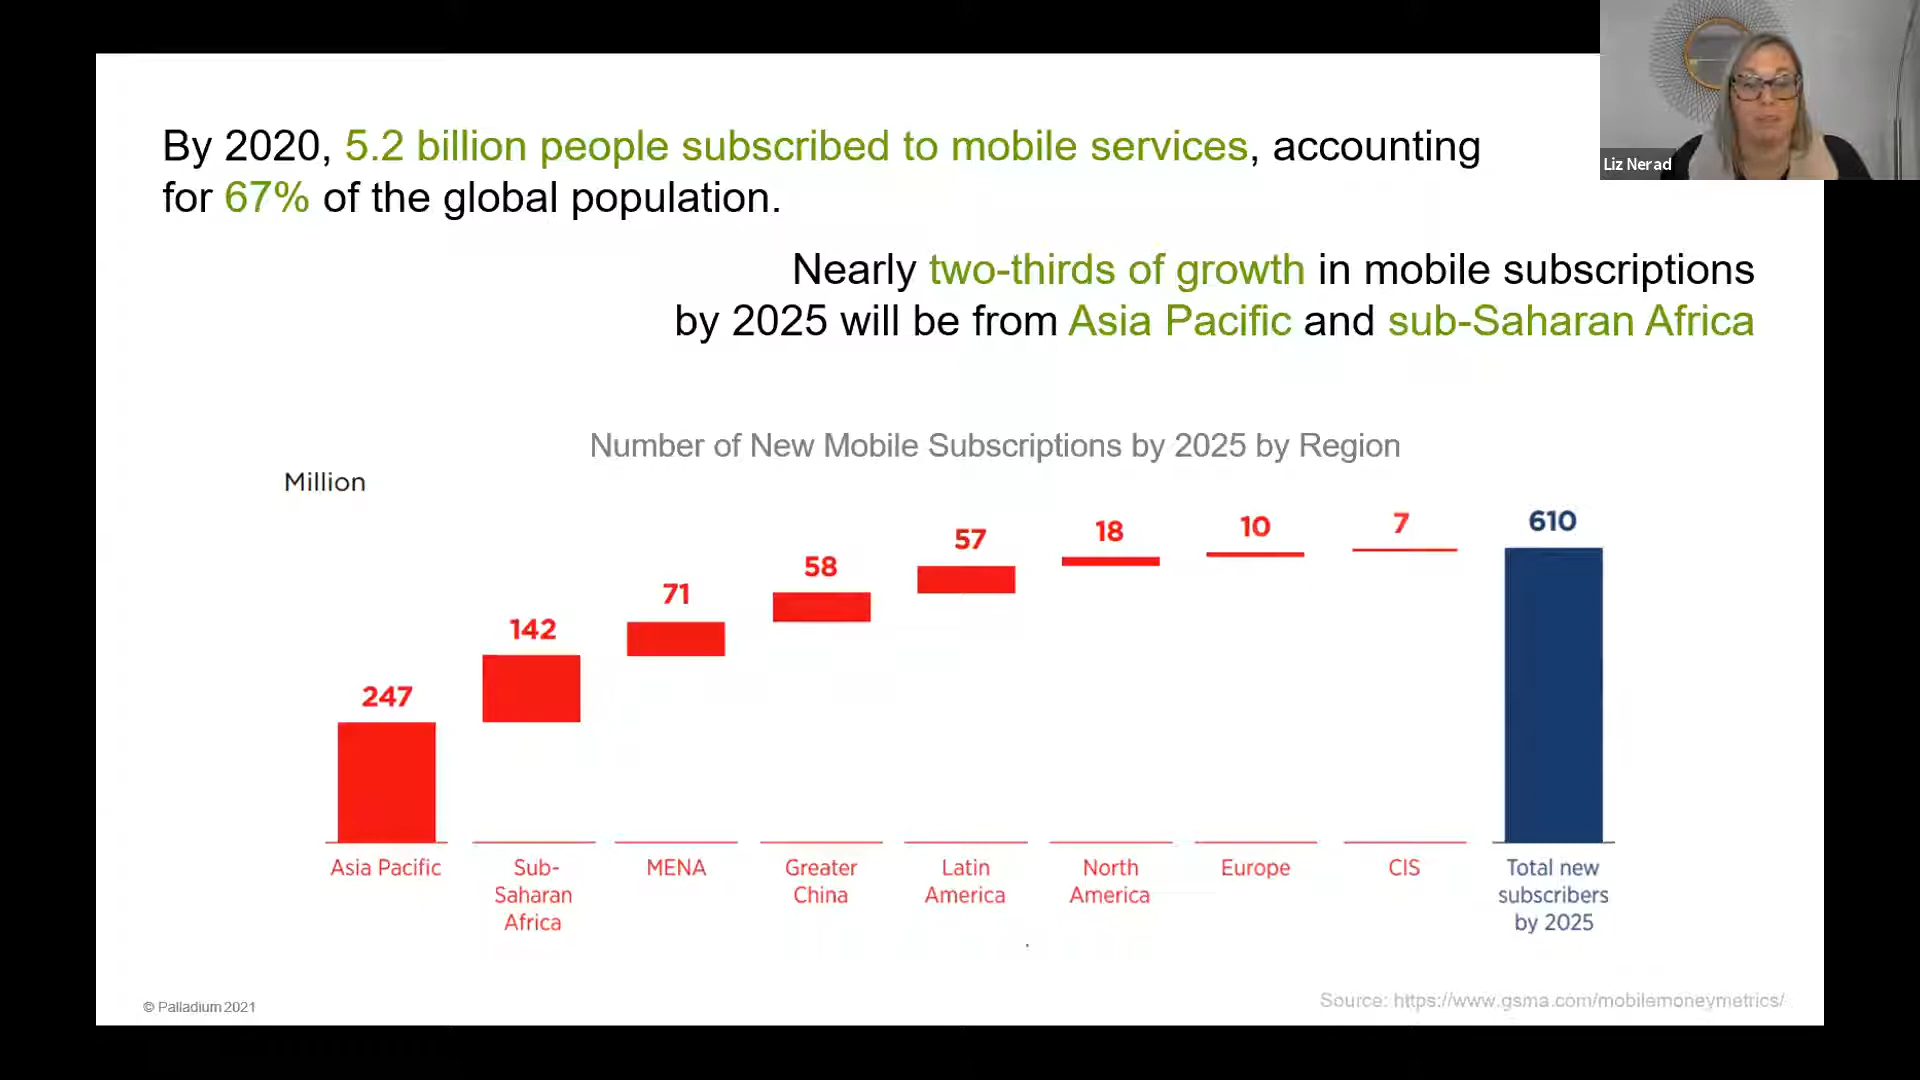 By 2020, 5.2 billion people subscribed to mobile services, accounting
for 67% of the global population.
Liz Nerad
Nearly two-thirds of growth in mobile subscriptions
by 2025 will be from Asia Pacific and sub-Saharan Africa
Number of New Mobile Subscriptions by 2025 by Region
Million
247
142
71
58
57
18
10
7
610
Asia Pacific
Sub-
Saharan
Africa
MENA
Greater
China
Latin
America
North
America
Europe
CIS
Total new
subscribers
by 2025
© Palladium 2021
Source: https://www.gsma.com/mobilemoneymetrics/